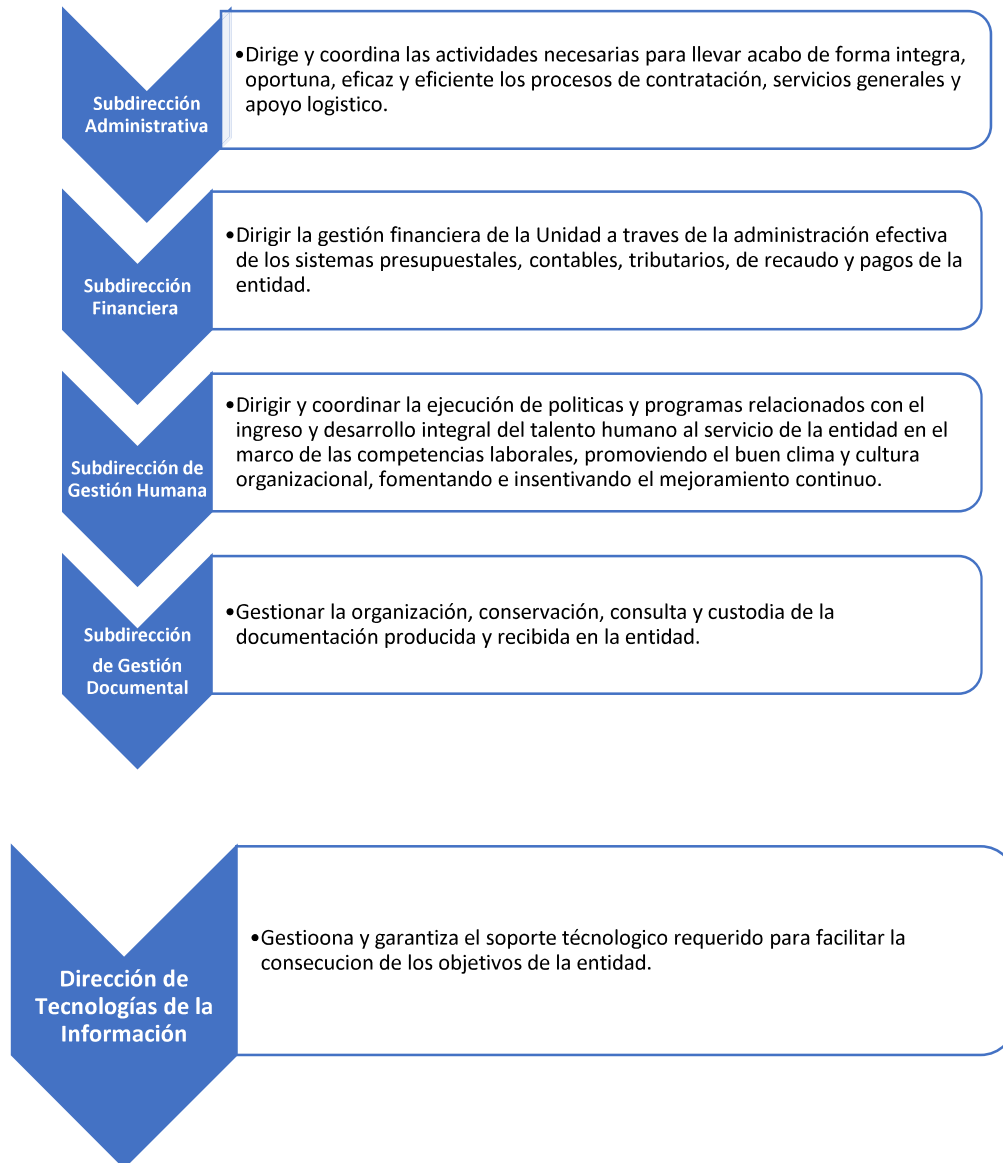 Subdirección
Administrativa
•Dirige y coordina las actividades necesarias para llevar acabo de forma integra,
oportuna, eficaz y eficiente los procesos de contratación, servicios generales y
apoyo logistico.
Subdirección
Financiera
•Dirigir la gestión financiera de la Unidad a traves de la administración efectiva
de los sistemas presupuestales, contables, tributarios, de recaudo y pagos de la
entidad.
Subdirección de
Gestión Humana
•Dirigir y coordinar la ejecución de politicas y programas relacionados con el
ingreso y desarrollo integral del talento humano al servicio de la entidad en el
marco de las competencias laborales, promoviendo el buen clima y cultura
organizacional, fomentando e insentivando el mejoramiento continuo.
Subdirección
de Gestión
Documental
•Gestionar la organización, conservación, consulta y custodia de la
documentación producida y recibida en la entidad.
Dirección de
Tecnologías de la
Información
•Gestioona y garantiza el soporte técnologico requerido para facilitar la
consecucion de los objetivos de la entidad.